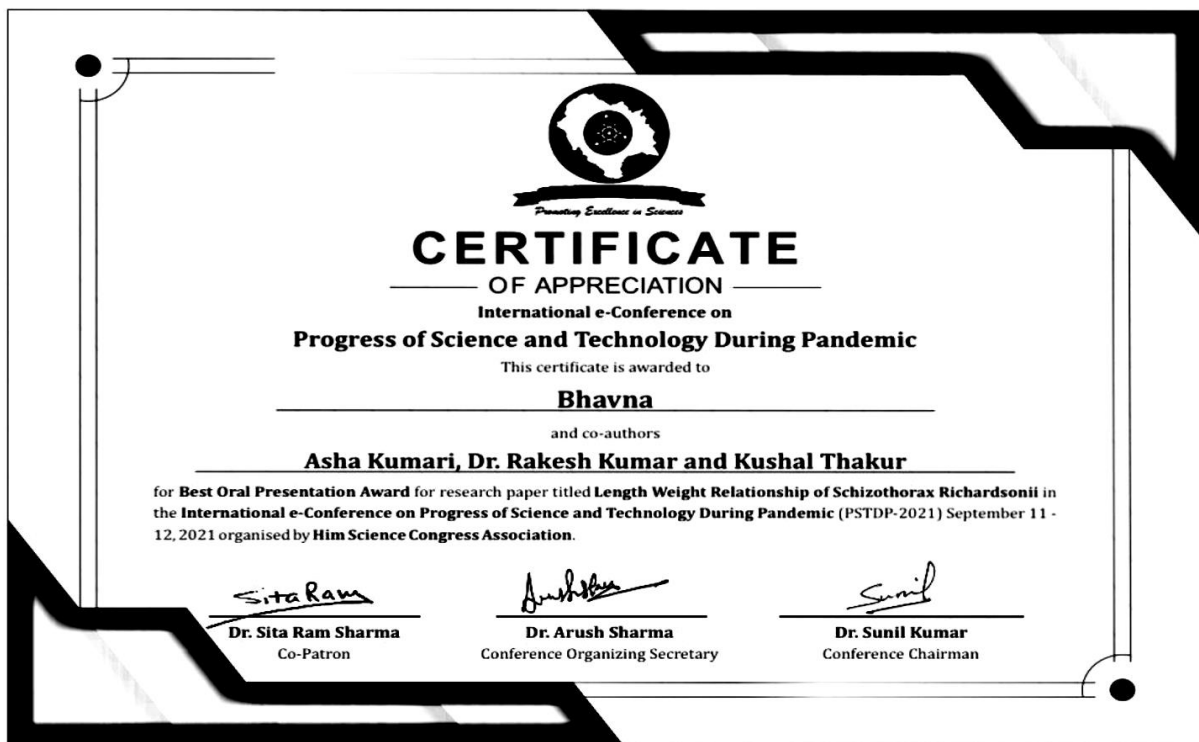 Promoting Excellence in Sciences
CERTIFICATE
OF APPRECIATION
International e-Conference on
Progress of Science and Technology During Pandemic
This certificate is awarded to
Bhavna
and co-authors
Asha Kumari, Dr. Rakesh Kumar and Kushal Thakur
for Best Oral Presentation Award for research paper titled Length Weight Relationship of Schizothorax Richardsonii in
the International e-Conference on Progress of Science and Technology During Pandemic (PSTDP-2021) September 11 -
12, 2021 organised by Him Science Congress Association.
Sita Ram Sunil
Dr. Sita Ram Sharma Dr. Arush Sharma Dr. Sunil Kumar
Co-Patron Conference Organizing Secretary Conference Chairman